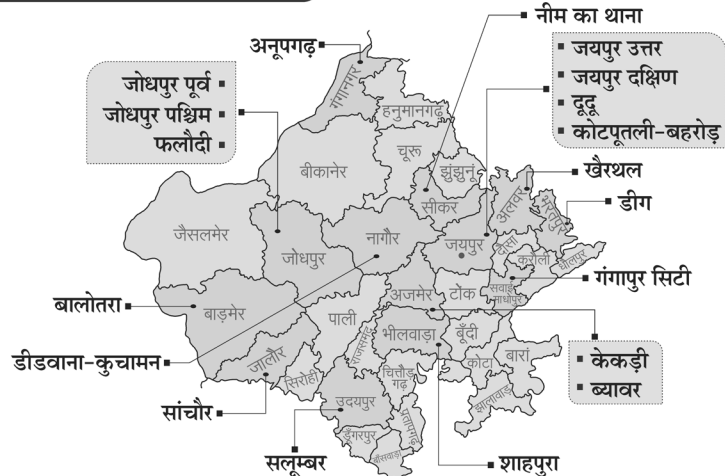 नीम का थाना
अनूपगढ़
जयपुर उत्तर
जयपुर दक्षिण
दूदू
कोटपूतली-बहरोड़
जोधपुर पूर्व
जोधपुर पश्चिम
फलौदी
गंगानगर
हनुमानगढ़
चूरू
झुंझुनूं
बीकानेर
खैरथल
सीकर
अलवर
भरतपुर
डीग
जैसलमेर
नागौर
जयपुर
दौसा
जोधपुर
करौली
धौलपुर
गंगापुर सिटी
सवाई
माधोपुर
अजमेर
टोंक
बालोतरा
बाड़मेर
पाली
भीलवाड़ा
बूँदी
राजसमंद
डीडवाना-कुचामन
जालौर
कोटा
बारां
केकड़ी
ब्यावर
सिरोही
चित्तौड़
गढ़
झालावाड़
सांचौर
उदयपुर
प्रतापगढ़
डूँगरपुर
बाँसवाड़ा
सलूम्बर
शाहपुरा